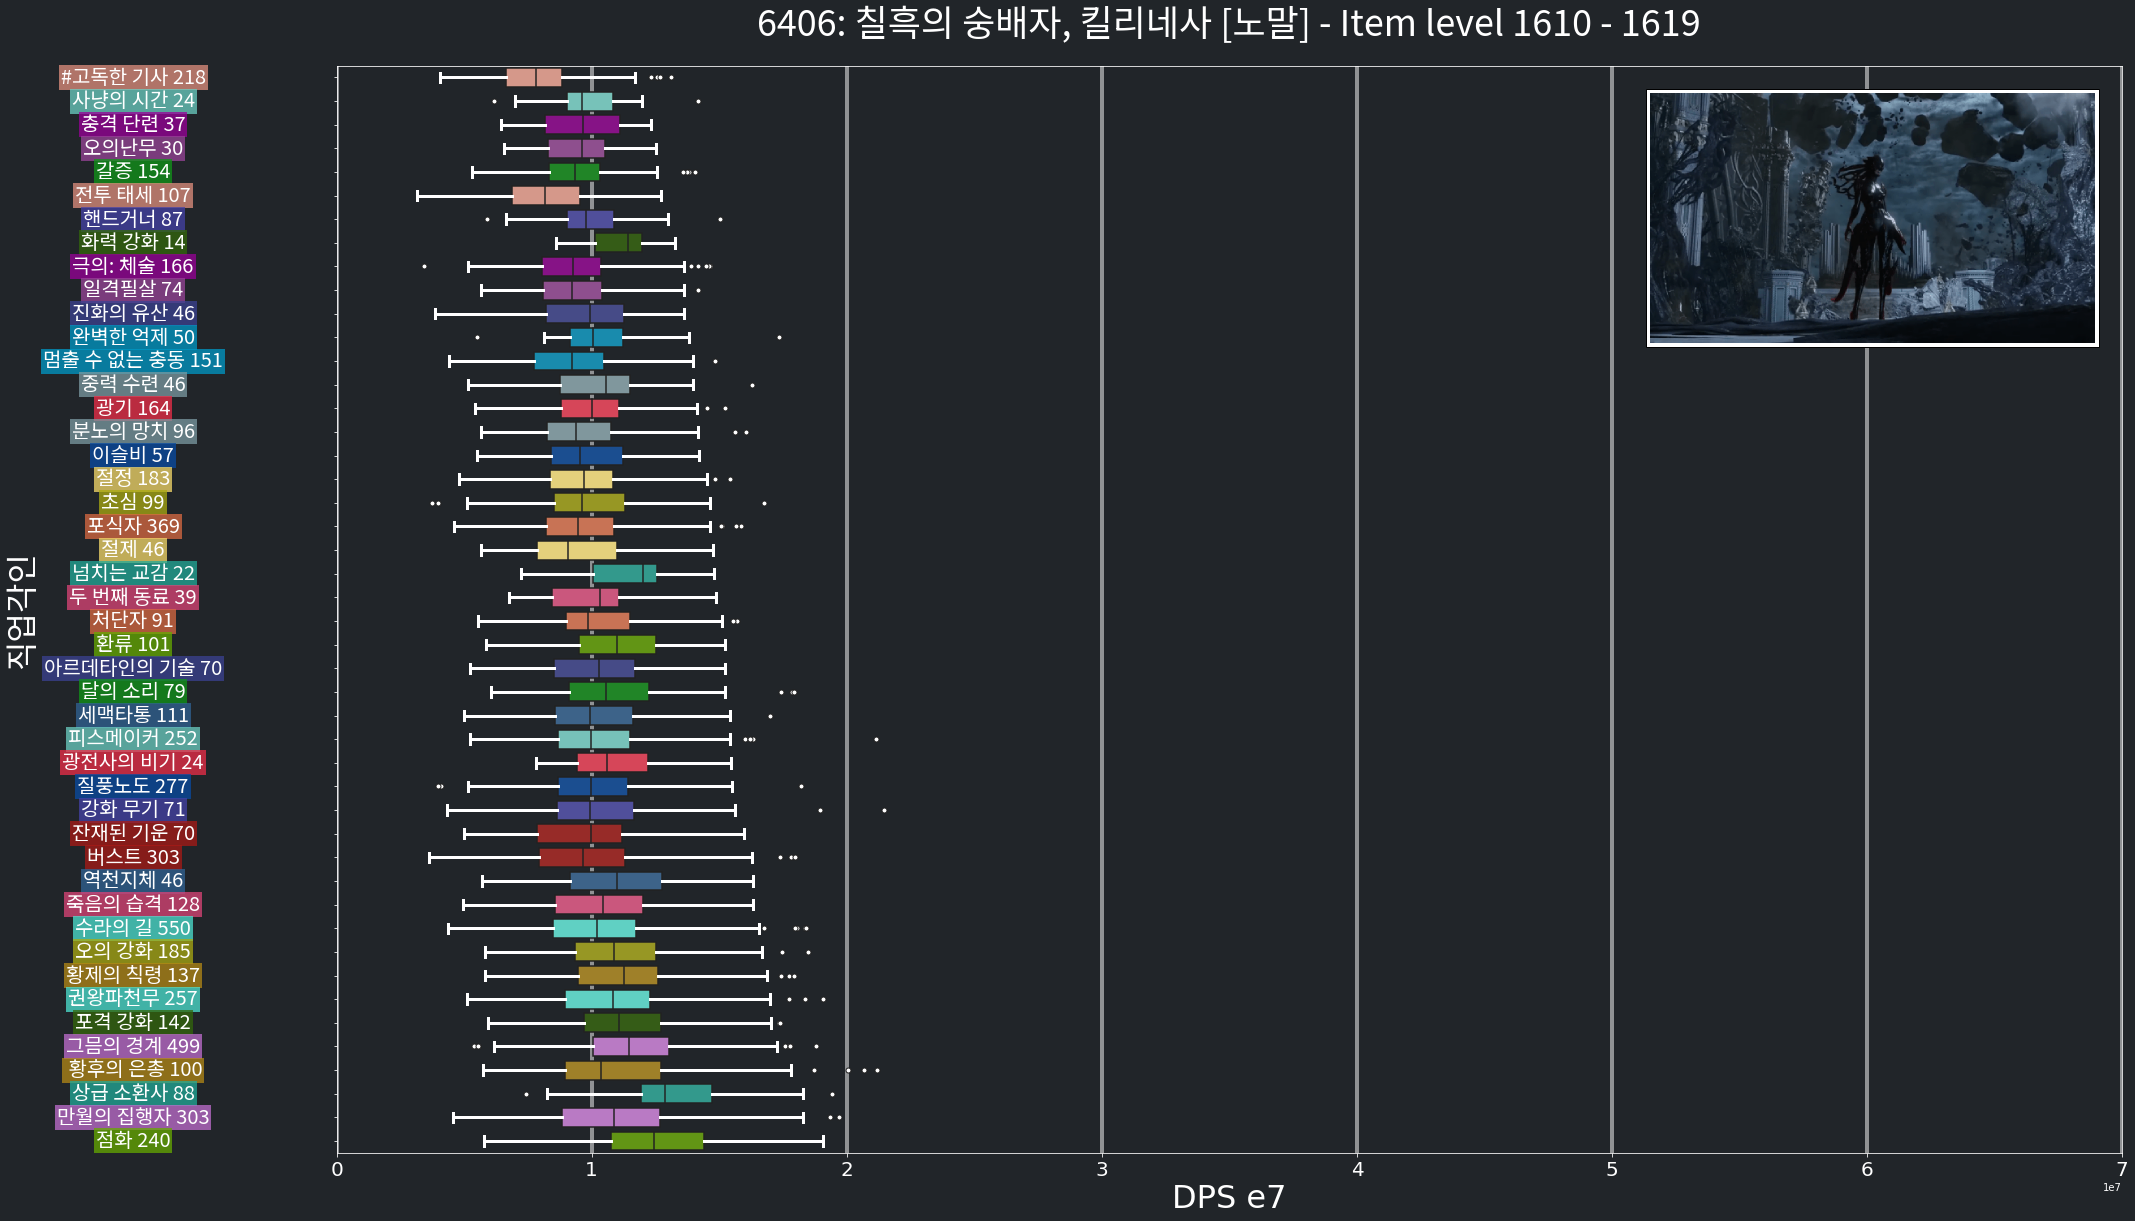 6406: 칠흑의 숭배자, 킬리네사 [노말] - Item level 1610 - 1619
#고독한 기사 218
사냥의 시간 24
충격 단련 37
오의난무 30
갈증 154
전투 태세 107
핸드거너 87
화력 강화 14
극의: 체술 166
일격필살 74
진화의 유산 46
완벽한 억제 50
멈출 수 없는 충동 151
중력 수련 46
광기 164
분노의 망치 96
이슬비 57
절정 183
초심 99
포식자 369
절제 46
넘치는 교감 22
두 번째 동료 39
처단자 91
환류 101
아르데타인의 기술 70
달의 소리 79
세맥타통 111
피스메이커 252
광전사의 비기 24
질풍노도 277
강화 무기 71
잔재된 기운 70
버스트 303
역천지체 46
죽음의 습격 128
수라의 길 550
오의 강화 185
황제의 칙령 137
권왕파천무 257
포격 강화 142
그믐의 경계 499
황후의 은총 100
상급 소환사 88
만월의 집행자 303
점화 240
직업각인
0 1 2 3 4 5 6 7
1e7
DPS e7